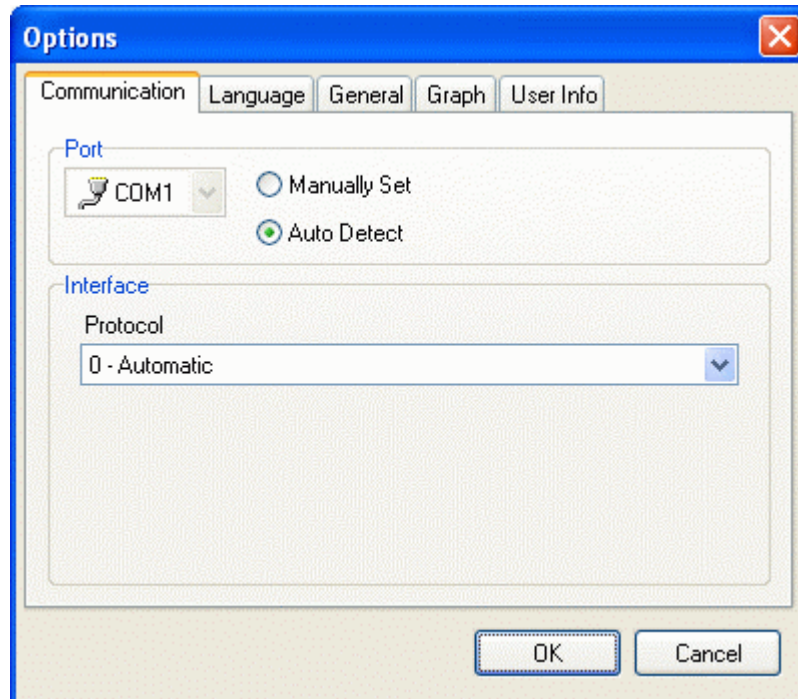 Options
Communication Language General Graph User Info
Port
COM1
Manually Set
Auto Detect
Interface
Protocol
0 - Automatic
OK Cancel